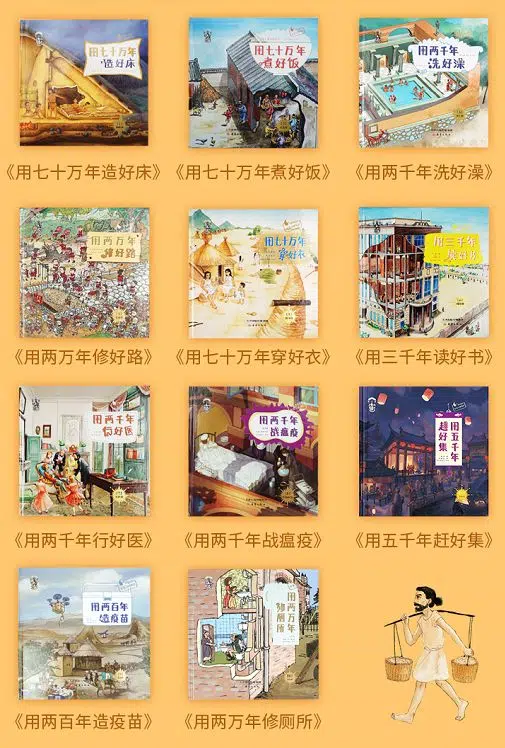 用七十万年
造好床
用七十万年
煮好饭
用两千年
洗好澡
《用七十万年造好床》
《用七十万年煮好饭》
《用两千年洗好澡》
用两万年
修好路
用七十万年
穿好衣
用三千年
读好书
《用两万年修好路》
《用七十万年穿好衣》
《用三千年读好书》
用两千年
行好医
用两千年
战瘟疫
用五千年
赶好集
《用两千年行好医》
《用两千年战瘟疫》
《用五千年赶好集》
用两百年
造疫苗
用两万年
修厕所
《用两百年造疫苗》
《用两万年修厕所》